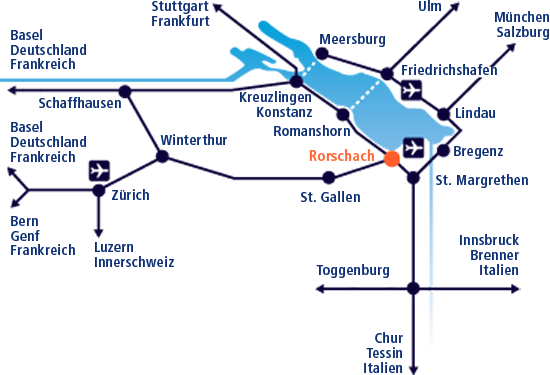 Stuttgart
Frankfurt
Ulm
München
Salzburg
Basel
Deutschland
Frankreich
Meersburg
Friedrichshafen
Schaffhausen
Kreuzlingen
Konstanz
Lindau
Romanshorn
Basel
Deutschland
Frankreich
Winterthur
Rorschach
Bregenz
St. Margrethen
Zürich
St. Gallen
Bern
Genf
Frankreich
Luzern
Innerschweiz
Innsbruck
Brenner
Italien
Toggenburg
Chur
Tessin
Italien